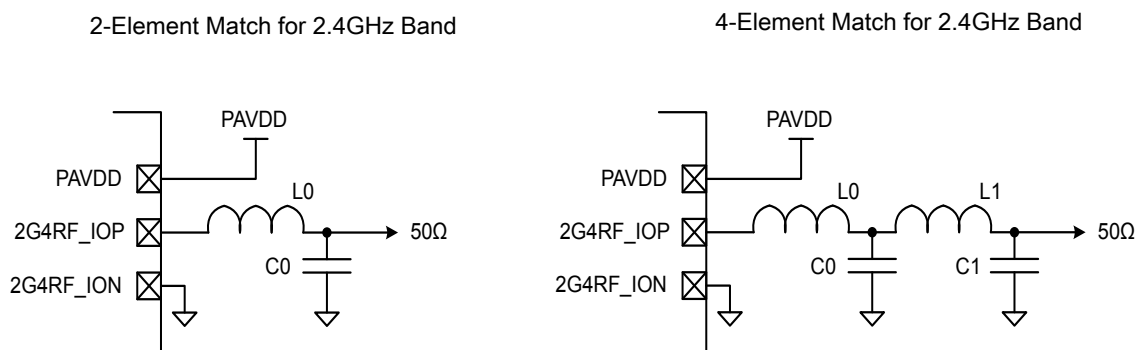 2-Element Match for 2.4GHz Band
PAVDD
PAVDD
L0
2G4RF_IOP
50Ω
C0
2G4RF_ION
4-Element Match for 2.4GHz Band
PAVDD
PAVDD
L0
L1
2G4RF_IOP
50Ω
C0
C1
2G4RF_ION